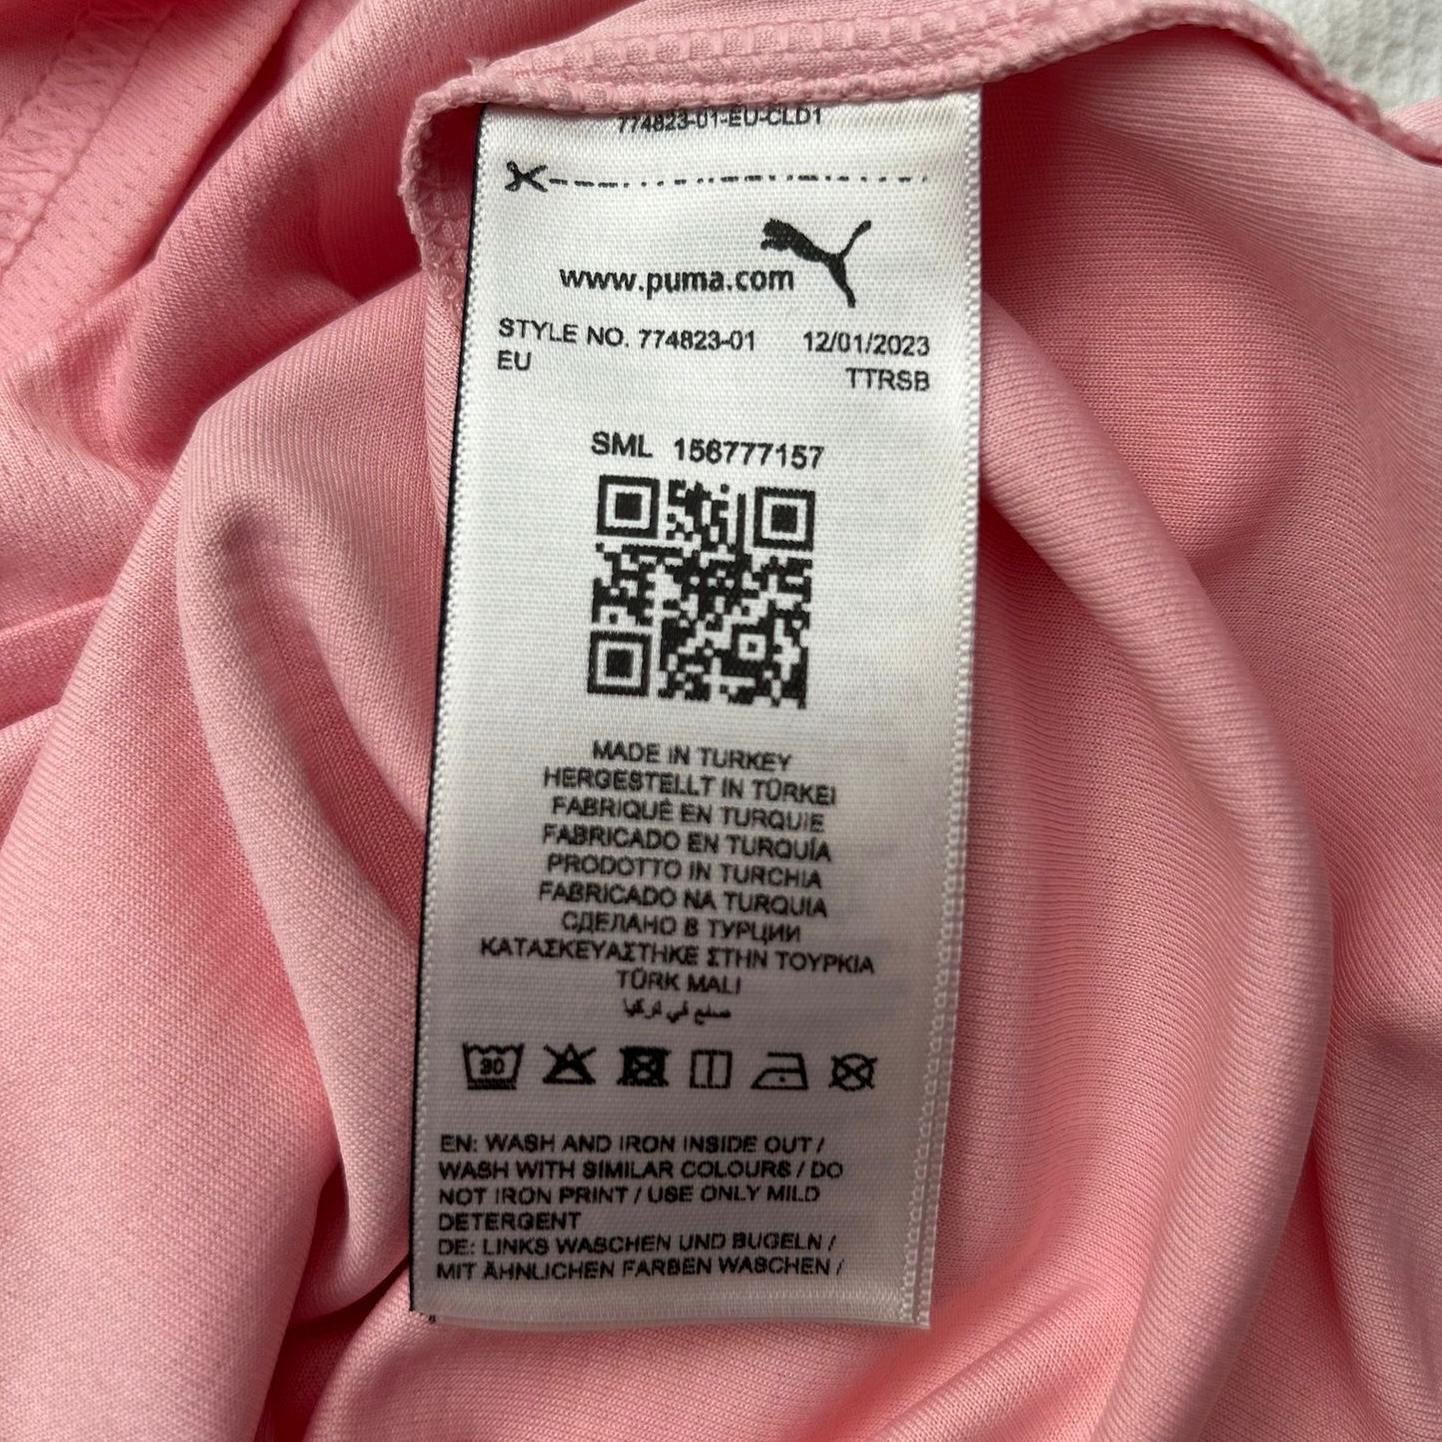 774823-01-EU-CLD1
www.puma.com
STYLE NO. 774823-01 12/01/2023
EU TTRSB
SML 156777157
MADE IN TURKEY
HERGESTELLT IN TÜRKEI
FABRIQUÉ EN TURQUIE
FABRICADO EN TURQUÍA
PRODOTTO IN TURCHIA
FABRICADO NA TURQUIA
СДЕЛАНО В ТУРЦИИ
ΚΑΤΑΣΚΕΥΑΣΤΗΚΕ ΣΤΗΝ ΤΟΥΡΚΙΑ
TÜRK MALI
صنع في تركيا
30
EN: WASH AND IRON INSIDE OUT /
WASH WITH SIMILAR COLOURS / DO
NOT IRON PRINT / USE ONLY MILD
DETERGENT
DE: LINKS WASCHEN UND BÜGELN /
MIT ÄHNLICHEN FARBEN WASCHEN /